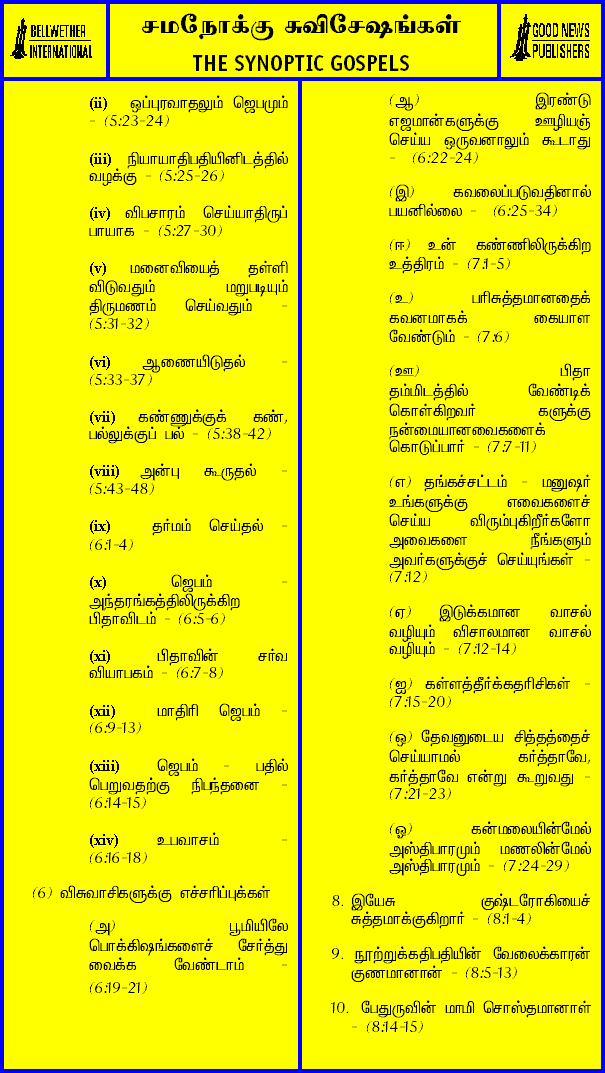 BELLWETHER
INTERNATIONAL
சமநோக்கு சுவிசேஷங்கள்
THE SYNOPTIC GOSPELS
GOOD NEWS
PUBLISHERS
(ii) ஒப்புரவாதலும் ஜெபமும்
- (5:23-24)
(iii) நியாயாதிபதியினிடத்தில்
வழக்கு - (5:25-26)
(iv) விபசாரம் செய்யாதிருப்
பாயாக - (5:27-30)
(v) மனைவியைத் தள்ளி
விடுவதும் மறுபடியும்
திருமணம் செய்வதும் -
(5:31-32)
(vi) ஆணையிடுதல் -
(5:33-37)
(vii) கண்ணுக்குக் கண்,
பல்லுக்குப் பல் - (5:38-42)
(viii) அன்பு கூருதல் -
(5:43-48)
(ix) தர்மம் செய்தல் -
(6:1-4)
(x) ஜெபம் -
அந்தரங்கத்திலிருக்கிற
பிதாவிடம் - (6:5-6)
(xi) பிதாவின் சர்வ
வியாபகம் - (6:7-8)
(xii) மாதிரி ஜெபம் -
(6:9-13)
(xiii) ஜெபம் - பதில்
பெறுவதற்கு நிபந்தனை -
(6:14-15)
(xiv) உபவாசம் -
(6:16-18)
(6) விசுவாசிகளுக்கு எச்சரிப்புக்கள்
(அ) பூமியிலே
பொக்கிஷங்களைச் சேர்த்து
வைக்க வேண்டாம் -
(6:19-21)
(ஆ) இரண்டு
எஜமான்களுக்கு ஊழியஞ்
செய்ய ஒருவனாலும் கூடாது
- (6:22-24)
(இ) கவலைப்படுவதினால்
பயனில்லை - (6:25-34)
(ஈ) உன் கண்ணிலிருக்கிற
உத்திரம் - (7:1-5)
(உ) பரிசுத்தமானதைக்
கவனமாகக் கையாள
வேண்டும் - (7:6)
(ஊ) பிதா
தம்மிடத்தில் வேண்டிக்
கொள்கிறவர் களுக்கு
நன்மையானவைகளைக்
கொடுப்பார் - (7:7-11)
(எ) தங்கச்சட்டம் - மனுஷர்
உங்களுக்கு எவைகளைச்
செய்ய விரும்புகிறீர்களோ
அவைகளை நீங்களும்
அவர்களுக்குச் செய்யுங்கள் -
(7:12)
(ஏ) இடுக்கமான வாசல்
வழியும் விசாலமான வாசல்
வழியும் - (7:12-14)
(ஐ) கள்ளத்தீர்க்கதரிசிகள் -
(7:15-20)
(ஒ) தேவனுடைய சித்தத்தைச்
செய்யாமல் கர்த்தாவே,
கர்த்தாவே என்று கூறுவது -
(7:21-23)
(ஓ) கன்மலையின்மேல்
அஸ்திபாரமும் மணலின்மேல்
அஸ்திபாரமும் - (7:24-29)
8. இயேசு குஷ்டரோகியைச்
சுத்தமாக்குகிறார் - (8:1-4)
9. நூற்றுக்கதிபதியின் வேலைக்காரன்
குணமானான் - (8:5-13)
10. பேதுருவின் மாமி சொஸ்தமானாள்
- (8:14-15)